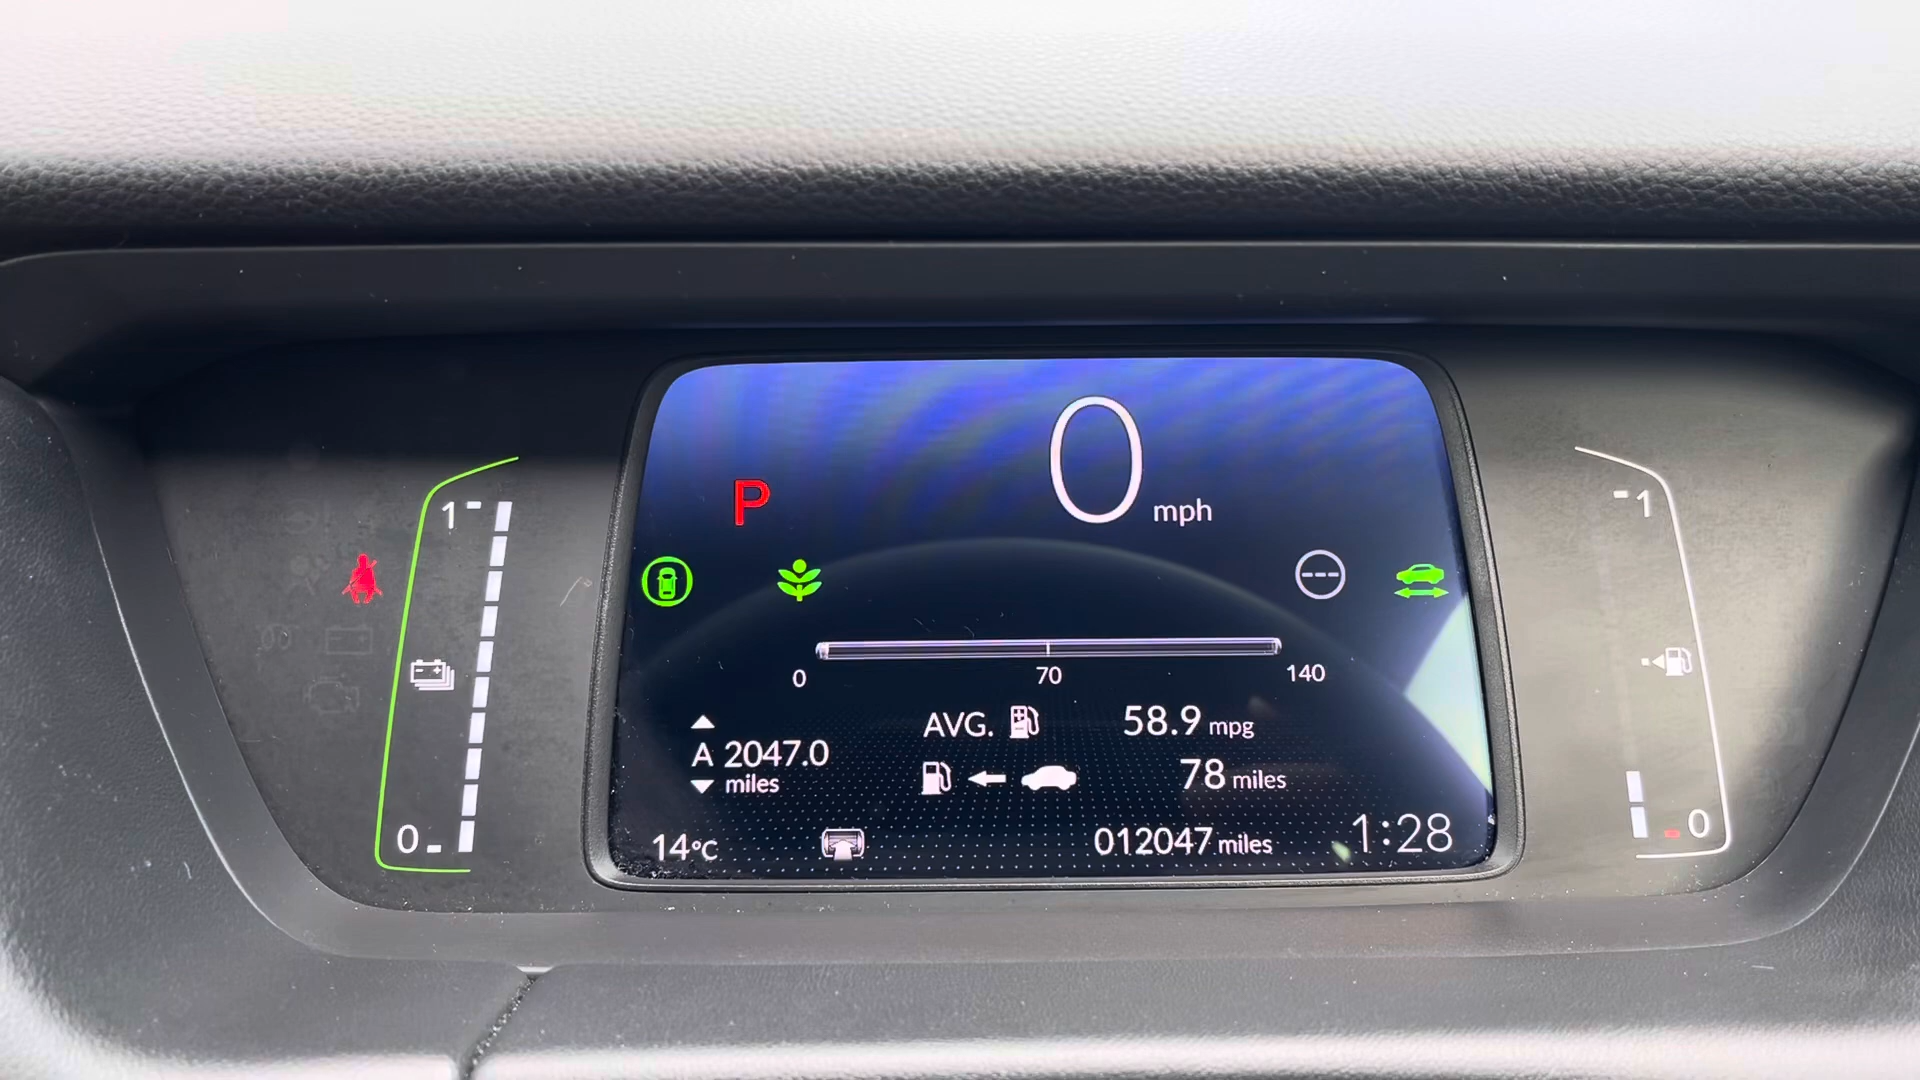 0 mph
P
1
1
0 70 140
AVG. 58.9 mpg
A 2047.0
miles
78 miles
0
0
14°C
012047 miles
1:28